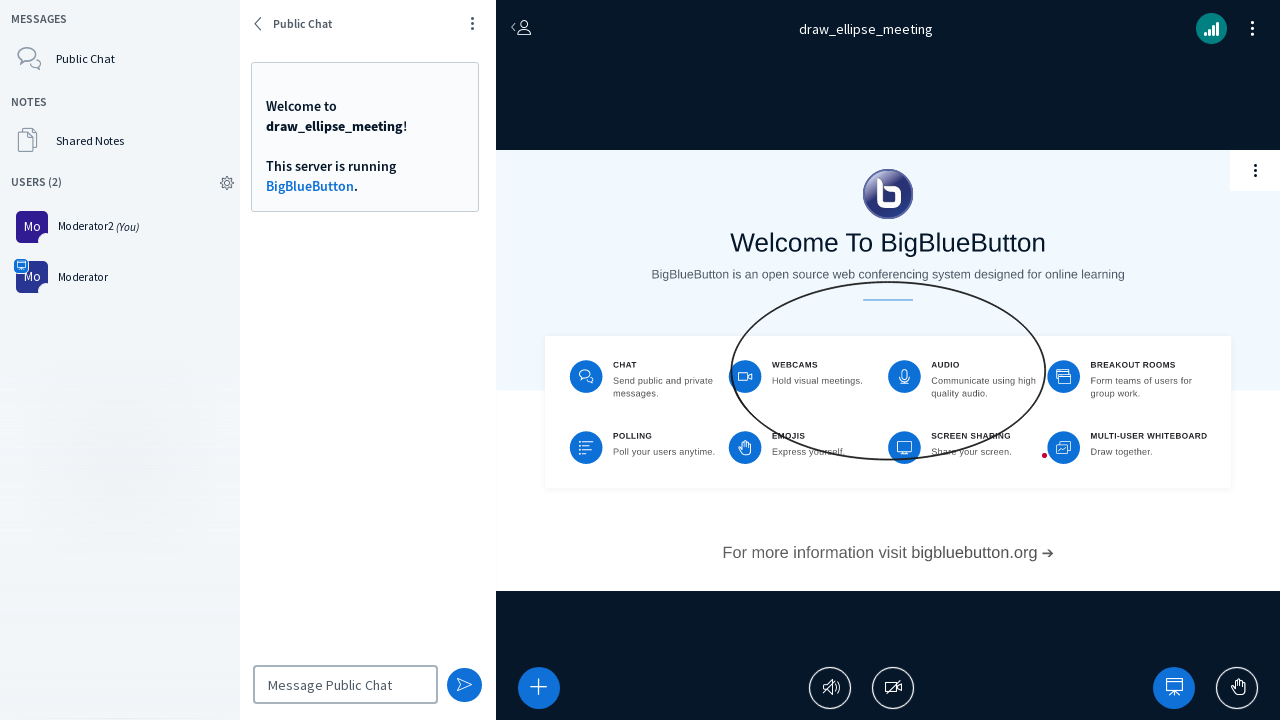 MESSAGES
Public Chat
NOTES
Shared Notes
USERS (2)
Mo
Moderator2 (You)
Mo
Moderator
Public Chat
Welcome to
draw_ellipse_meeting!
This server is running
BigBlueButton.
Message Public Chat
draw_ellipse_meeting
Welcome To BigBlueButton
BigBlueButton is an open source web conferencing system designed for online learning
CHAT
Send public and private
messages.
WEBCAMS
Hold visual meetings.
AUDIO
Communicate using high
quality audio.
BREAKOUT ROOMS
Form teams of users for
group work.
POLLING
Poll your users anytime.
EMOJIS
Express yourself.
SCREEN SHARING
Share your screen.
MULTI-USER WHITEBOARD
Draw together.
For more information visit bigbluebutton.org ➔